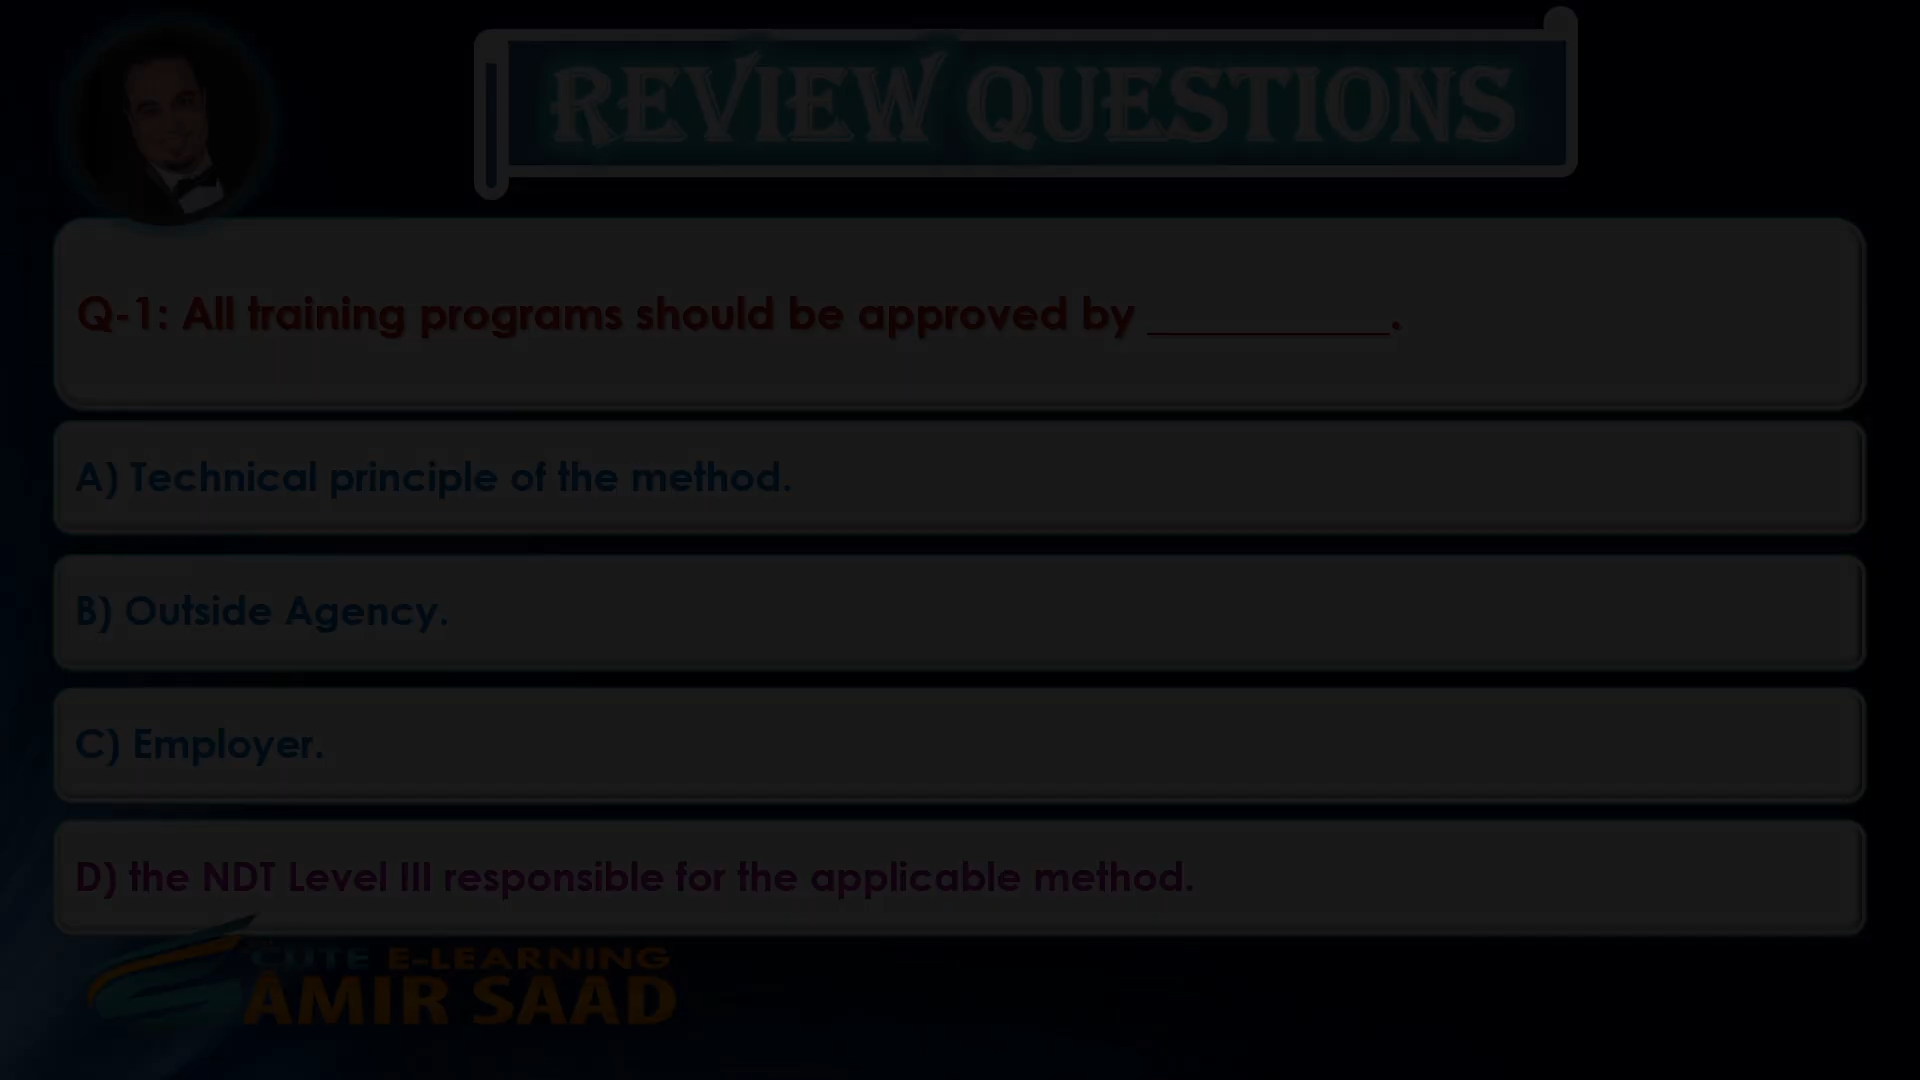 REVIEW QUESTIONS
Q-1: All training programs should be approved by __________.
A) Technical principle of the method.
B) Outside Agency.
C) Employer.
D) the NDT Level III responsible for the applicable method.
CUTE E-LEARNING
AMIR SAAD